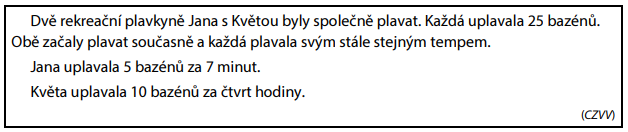 Dvě rekreační plavkyně Jana s Květou byly společně plavat. Každá uplavala 25 bazénů.
Obě začaly plavat současně a každá plavala svým stále stejným tempem.
Jana uplavala 5 bazénů za 7 minut.
Květa uplavala 10 bazénů za čtvrt hodiny.
(CZVV)